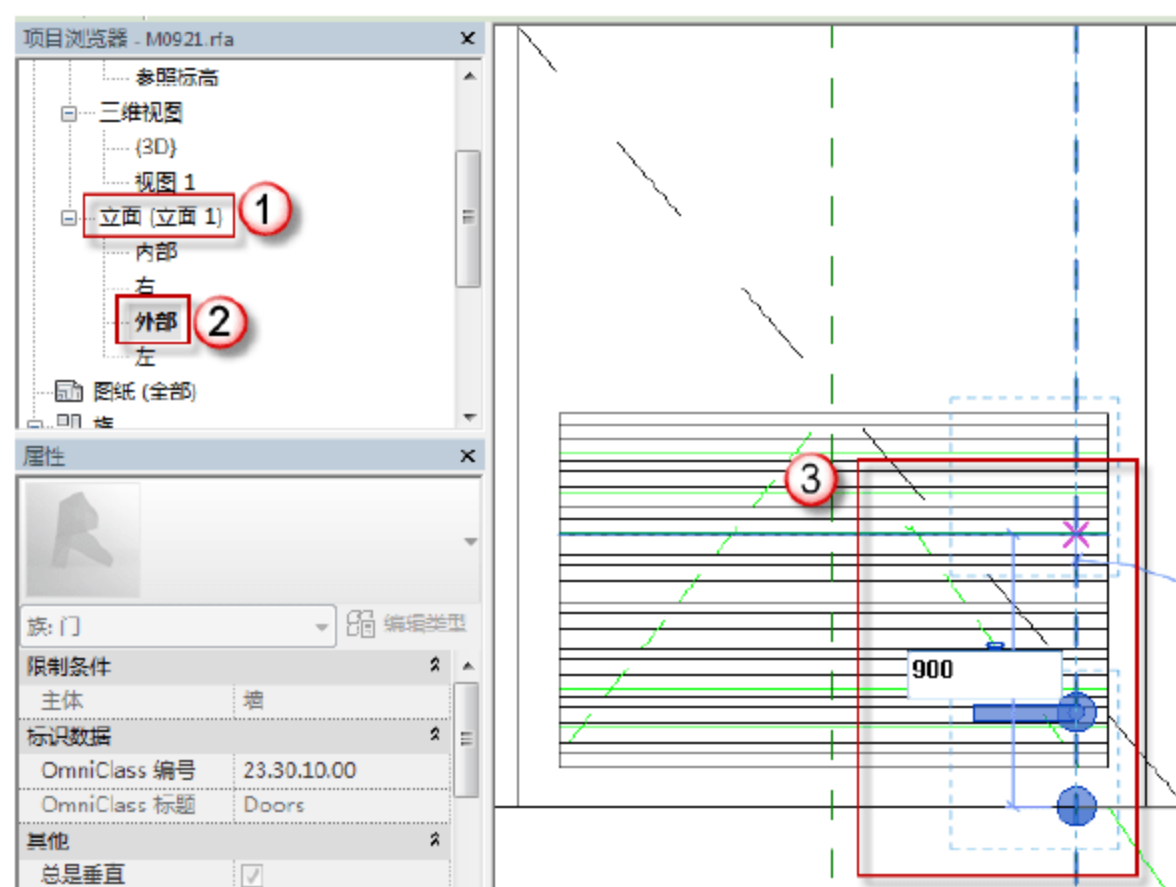 项目浏览器 - M0921.rfa
参照标高
三维视图
{3D}
视图 1
立面 (立面 1)
1
内部
右
外部
2
左
图纸 (全部)
族
属性
族: 门
编辑类型
限制条件
主体 墙
标识数据
OmniClass 编号 23.30.10.00
OmniClass 标题 Doors
其他
总是垂直
3
900